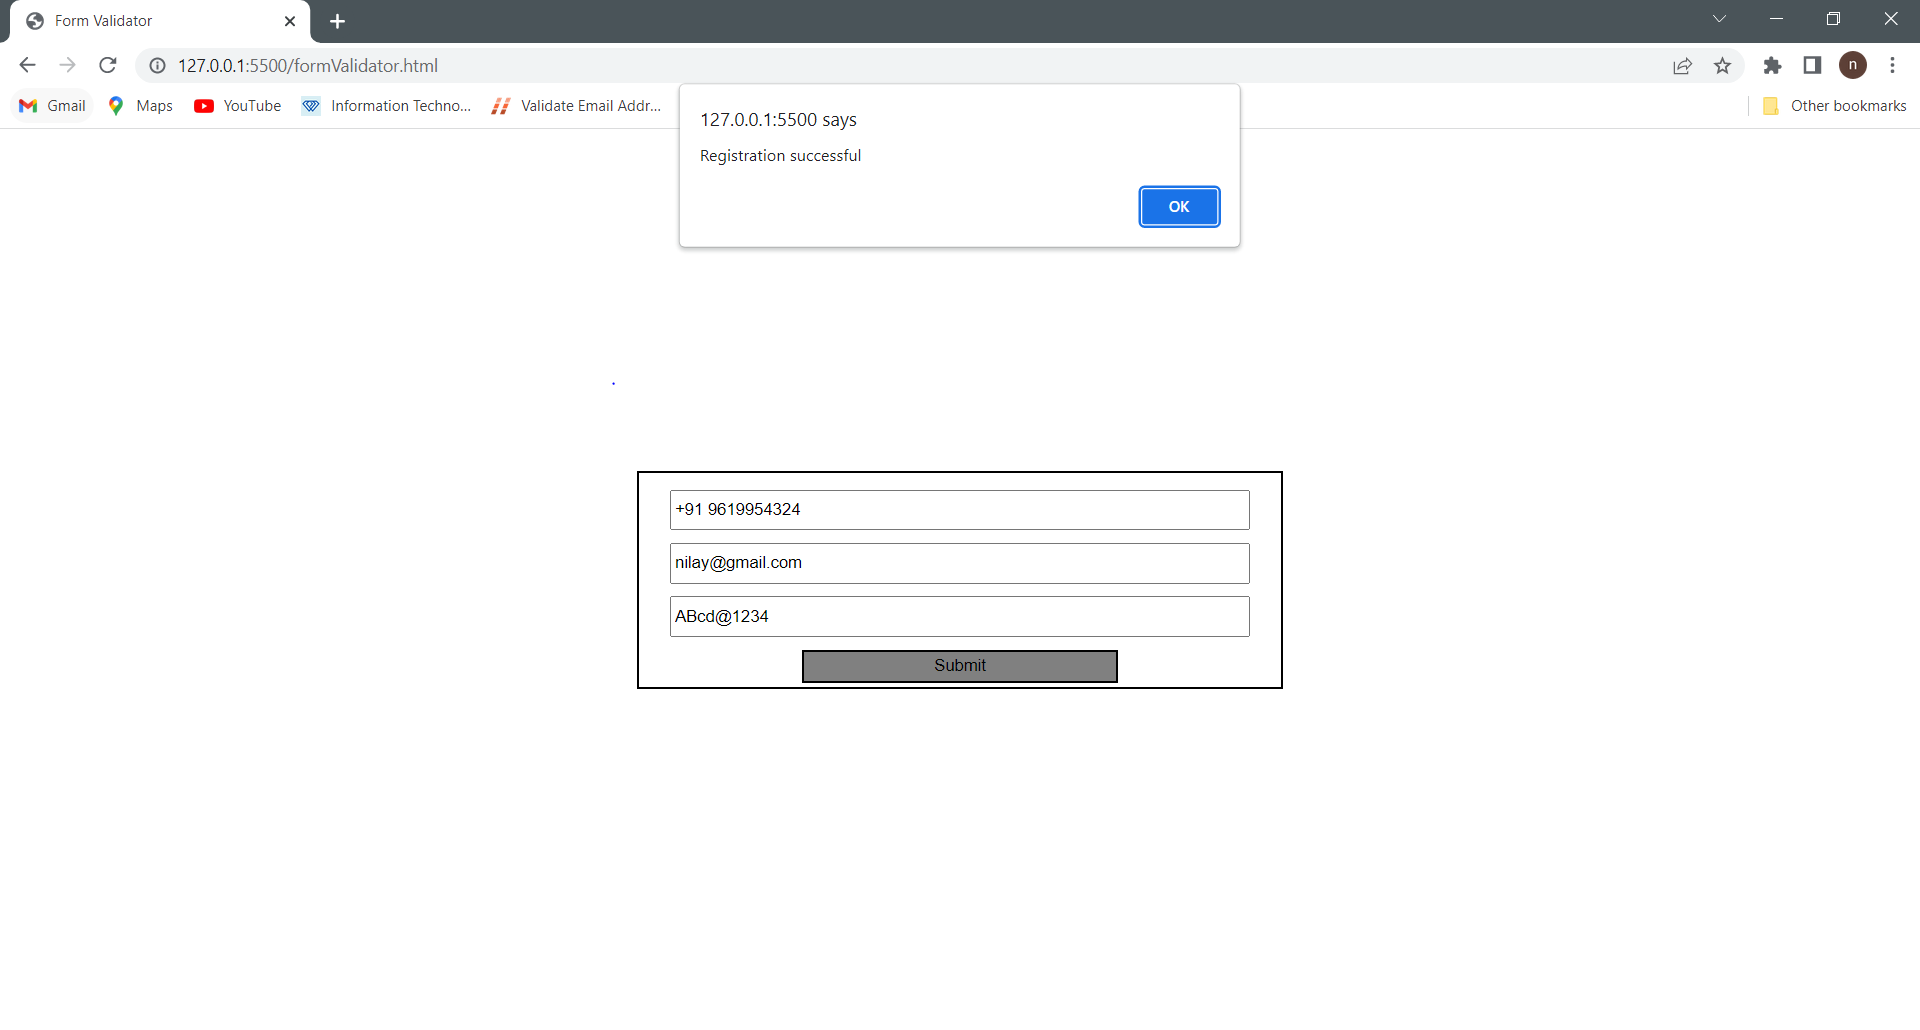 Form Validator
127.0.0.1:5500/formValidator.html
n
Gmail Maps YouTube Information Techno... Validate Email Addr... Other bookmarks
127.0.0.1:5500 says
Registration successful
OK
+91 9619954324
nilay@gmail.com
ABcd@1234
Submit